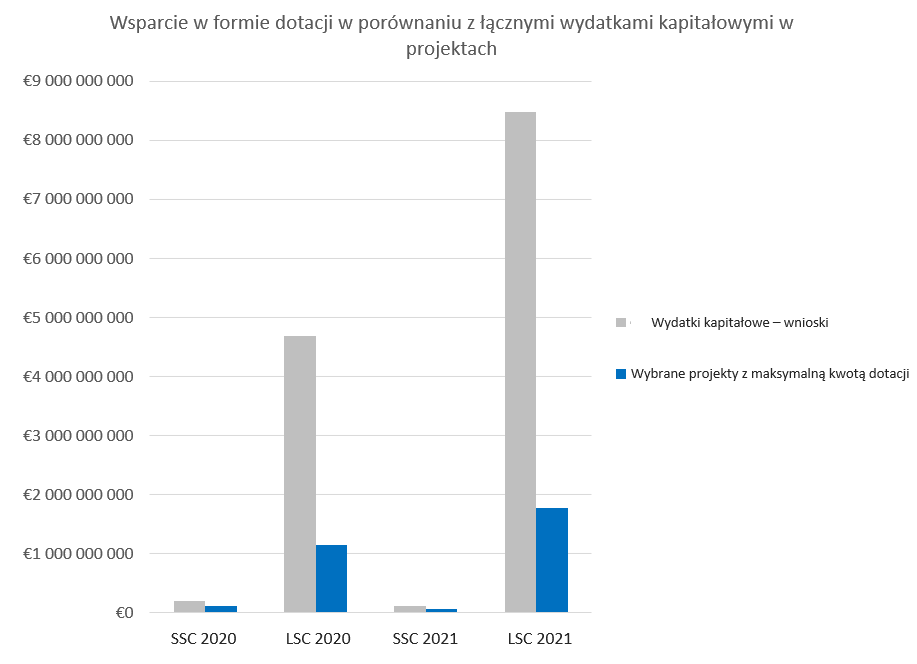 Wsparcie w formie dotacji w porównaniu z łącznymi wydatkami kapitałowymi w
projektach
€9 000 000 000
€8 000 000 000
€7 000 000 000
€6 000 000 000
€5 000 000 000
€4 000 000 000
€3 000 000 000
€2 000 000 000
€1 000 000 000
€0
SSC 2020
LSC 2020
SSC 2021
LSC 2021
Wydatki kapitałowe – wnioski
Wybrane projekty z maksymalną kwotą dotacji